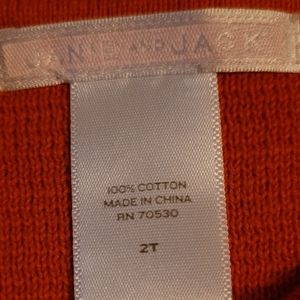 JANIE AND JACK
100% COTTON
MADE IN CHINA
RN 70530
2T